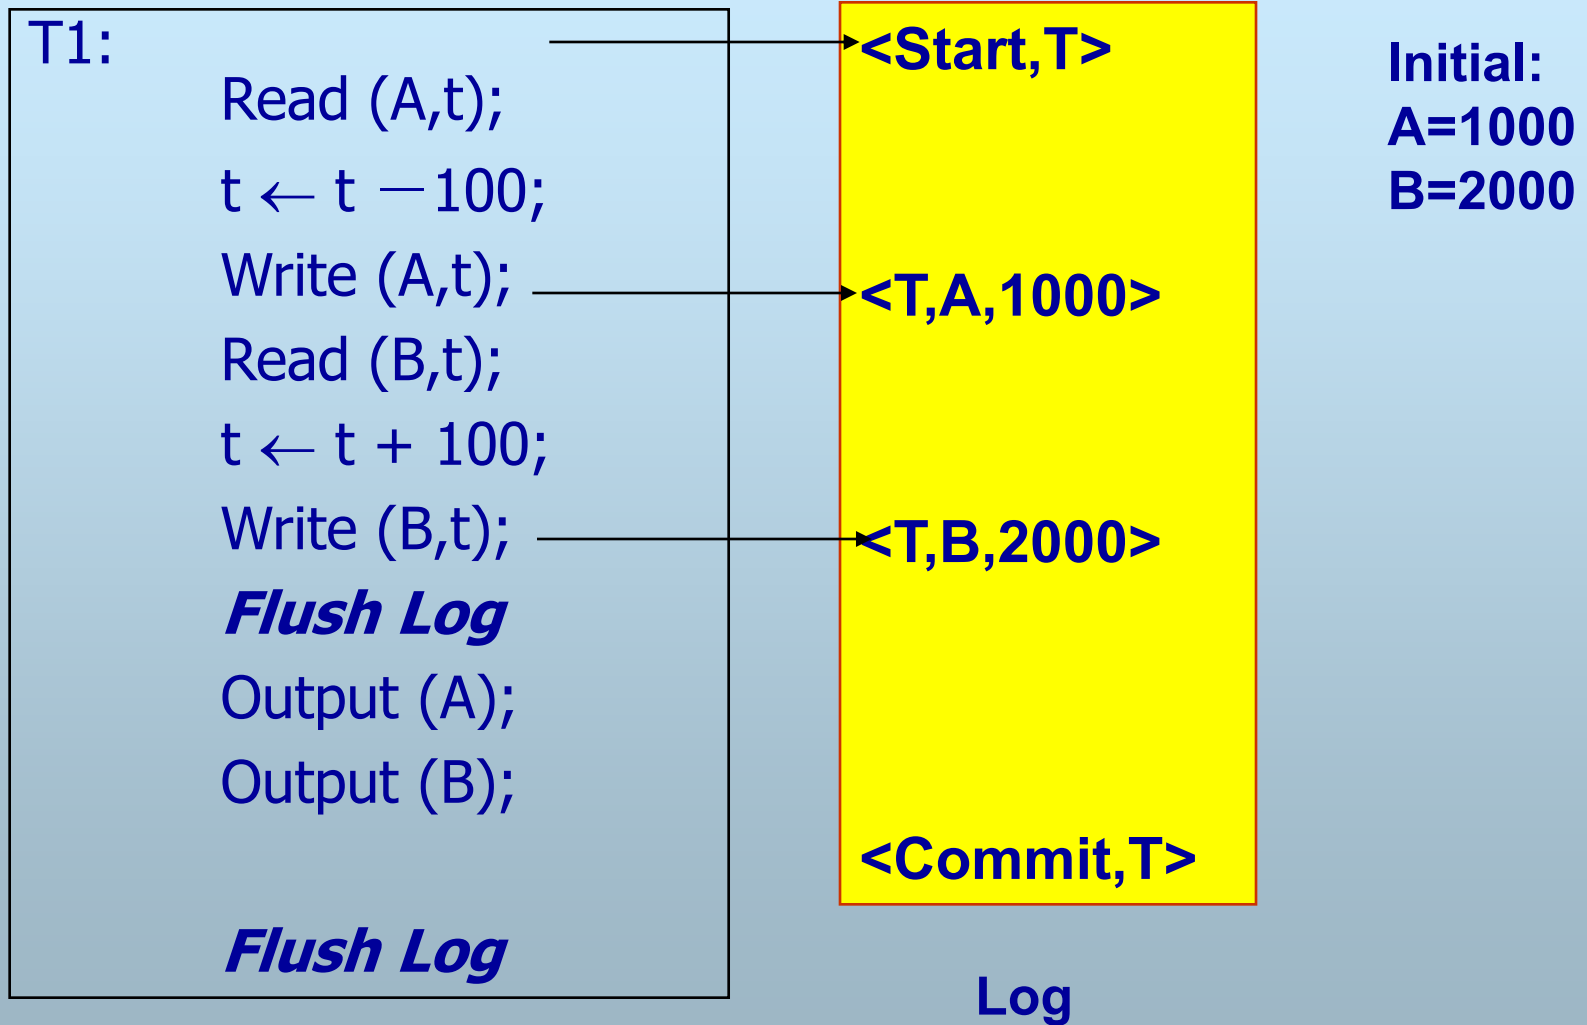 T1:
Read (A,t);
t ← t －100;
Write (A,t);
Read (B,t);
t ← t + 100;
Write (B,t);
Flush Log
Output (A);
Output (B);
Flush Log
<Start,T>
<T,A,1000>
<T,B,2000>
<Commit,T>
Log
Initial:
A=1000
B=2000